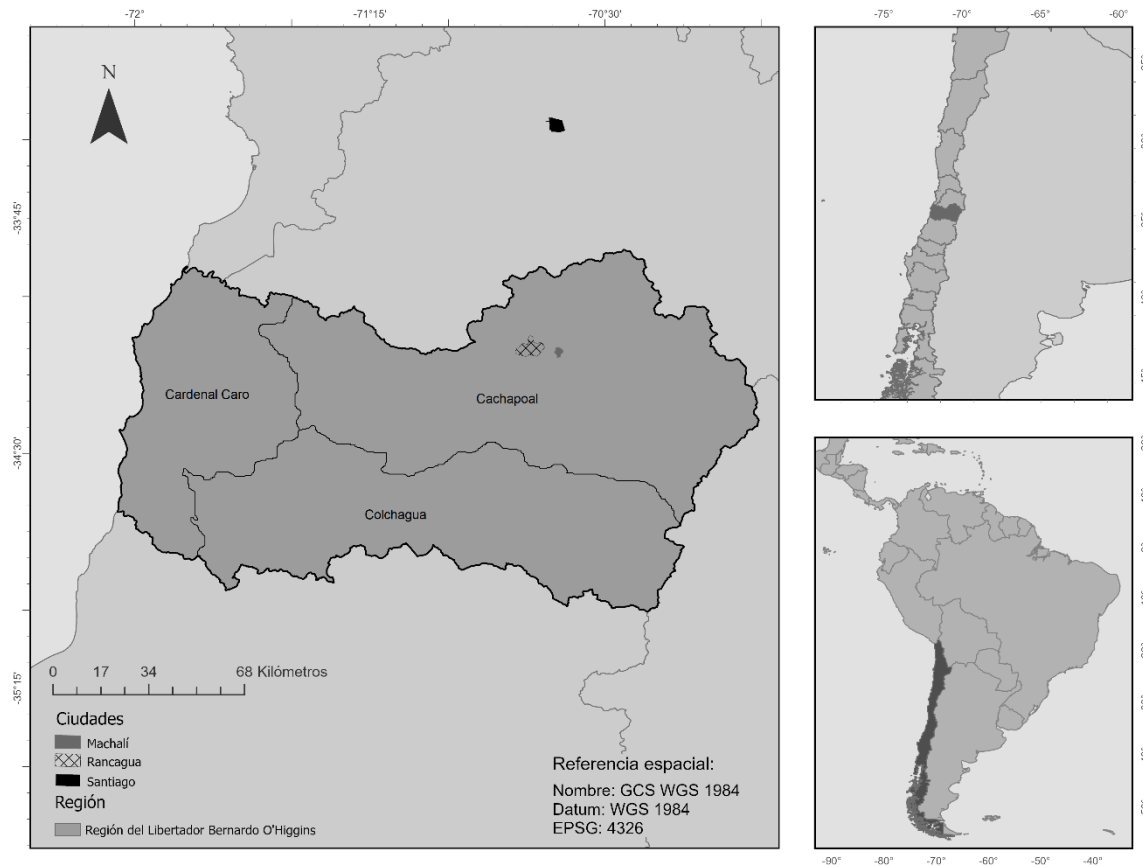 -72° -71°15' -70°30'
-75° -70° -65° -60°
N
-33°45'
-34°30'
-35°15'
Cardenal Caro
Cachapoal
Colchagua
0 17 34 68 Kilómetros
Ciudades
Machalí
Rancagua
Santiago
Región
Región del Libertador Bernardo O'Higgins
Referencia espacial:
Nombre: GCS WGS 1984
Datum: WGS 1984
EPSG: 4326
-90° -80° -70° -60° -50° -40°